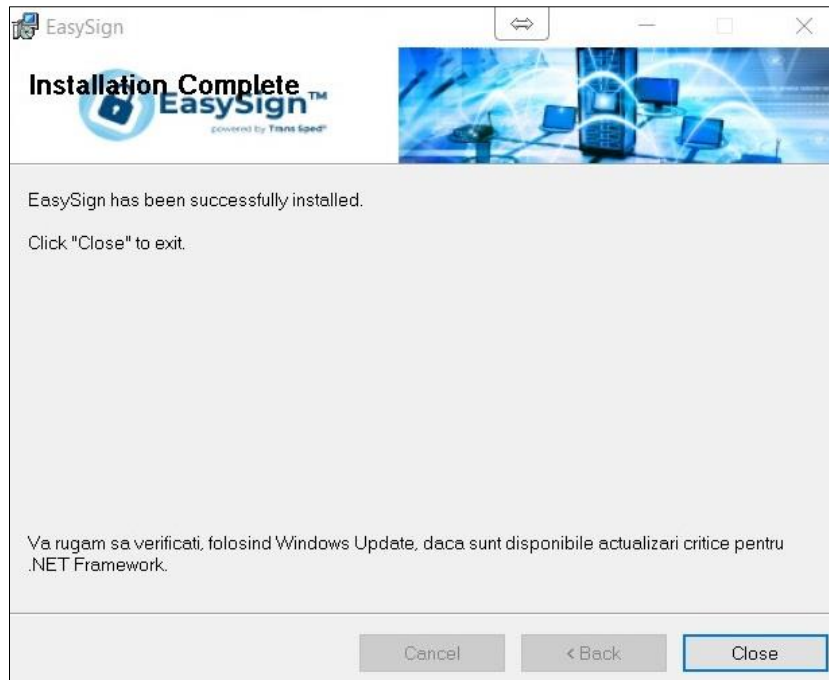 EasySign
Installation Complete
EasySign™
powered by Trans Sped®
EasySign has been successfully installed.
Click "Close" to exit.
Va rugam sa verificati, folosind Windows Update, daca sunt disponibile actualizari critice pentru
.NET Framework.
Cancel
< Back
Close